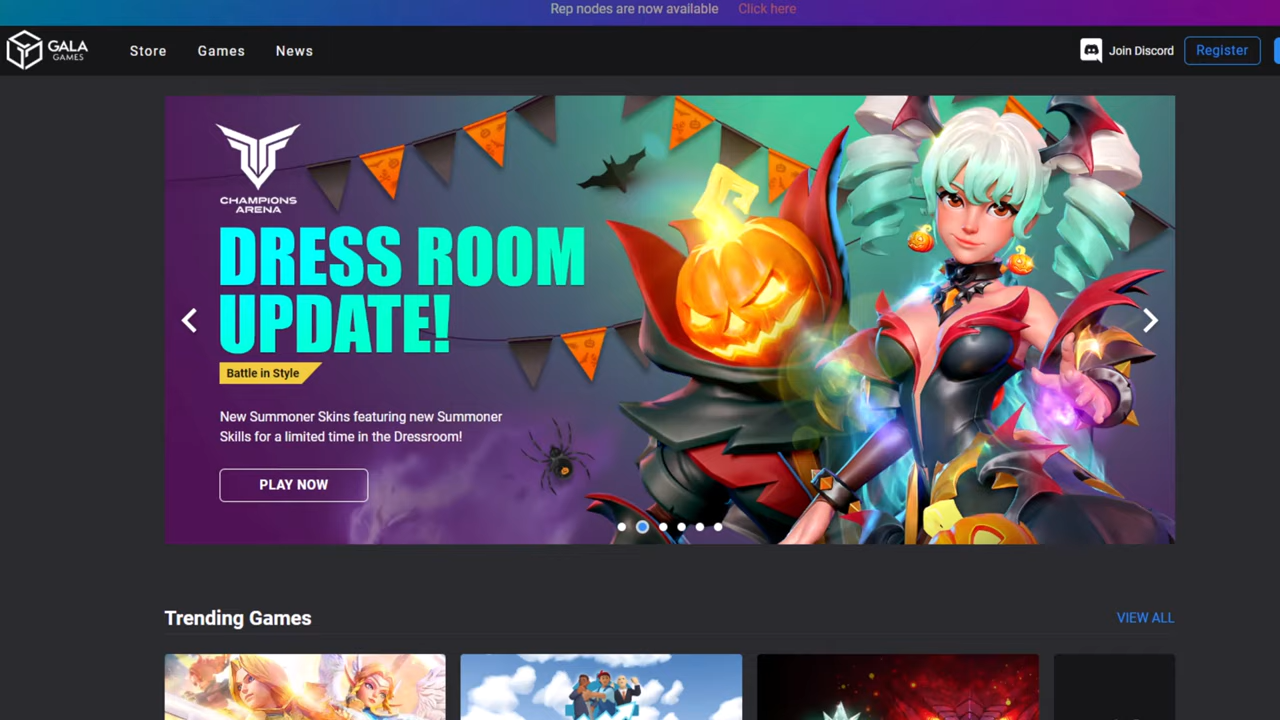 Rep nodes are now available Click here
GALA
GAMES
Store Games News
Join Discord Register
CHAMPIONS
ARENA
DRESS ROOM
UPDATE!
Battle in Style
New Summoner Skins featuring new Summoner
Skills for a limited time in the Dressroom!
PLAY NOW
Trending Games
VIEW ALL